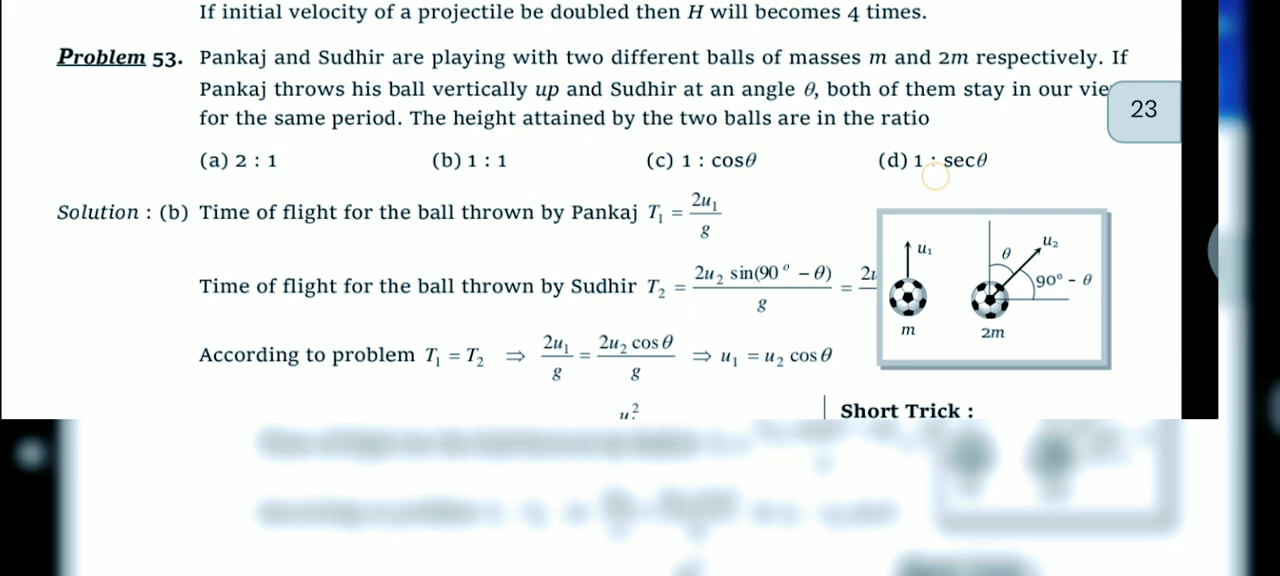 If initial velocity of a projectile be doubled then H will becomes 4 times.
Problem 53. Pankaj and Sudhir are playing with two different balls of masses m and 2m respectively. If
Pankaj throws his ball vertically up and Sudhir at an angle θ, both of them stay in our vie
23
for the same period. The height attained by the two balls are in the ratio
(a) 2 : 1 (b) 1 : 1 (c) 1 : cosθ (d) 1 : secθ
Solution : (b) Time of flight for the ball thrown by Pankaj T₁ = 2u₁/g
Time of flight for the ball thrown by Sudhir T₂ = 2u₂ sin(90° − θ)/g = 2u
According to problem T₁ = T₂ ⇒ 2u₁/g = 2u₂ cosθ/g ⇒ u₁ = u₂ cosθ
u₁
θ
u₂
90° - θ
m
2m
Short Trick :